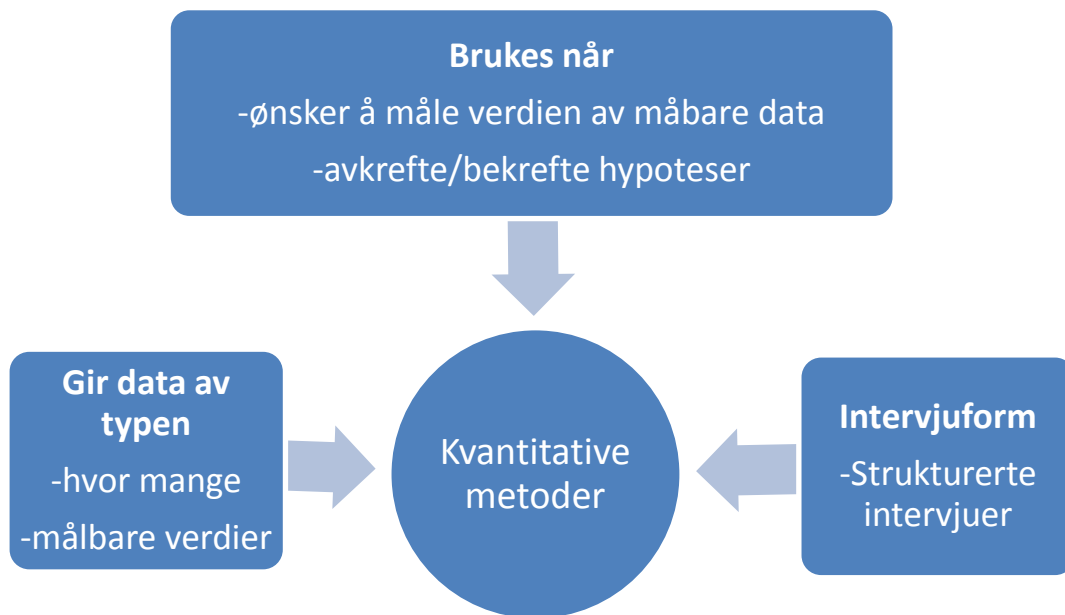 Brukes når
-ønsker å måle verdien av måbare data
-avkrefte/bekrefte hypoteser
Gir data av
typen
-hvor mange
-målbare verdier
Kvantitative
metoder
Intervjuform
-Strukturerte
intervjuer